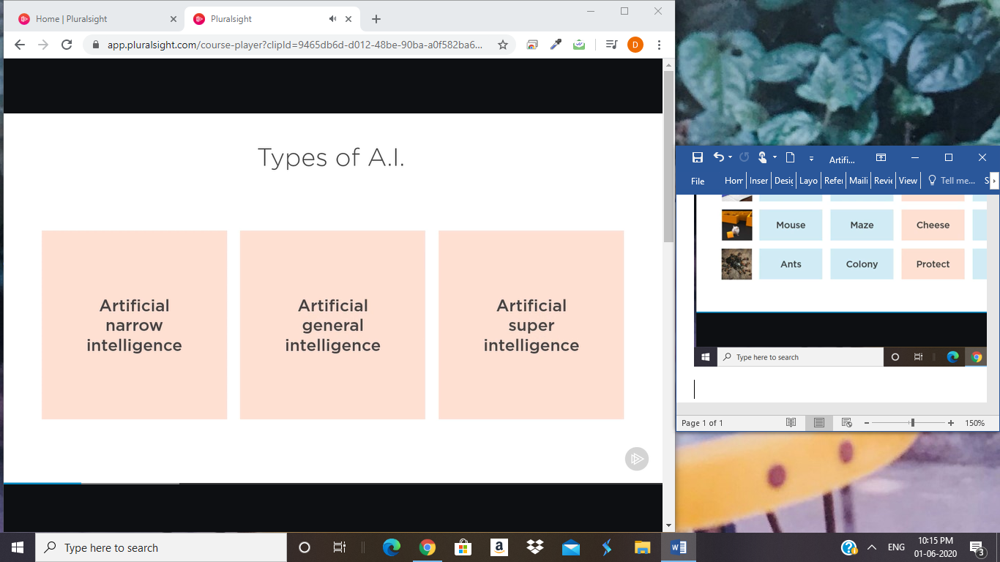 Home | Pluralsight
Pluralsight
app.pluralsight.com/course-player?clipId=9465db6d-d012-48be-90ba-a0f582ba6...
D
Types of A.I.
Artificial
narrow
intelligence
Artificial
general
intelligence
Artificial
super
intelligence
Artifi...
File
Hom
Inser
Desig
Layo
Refer
Maili
Revie
View
Tell me...
S
Mouse
Maze
Cheese
Ants
Colony
Protect
Type here to search
Page 1 of 1
150%
Type here to search
ENG
10:15 PM
01-06-2020
3